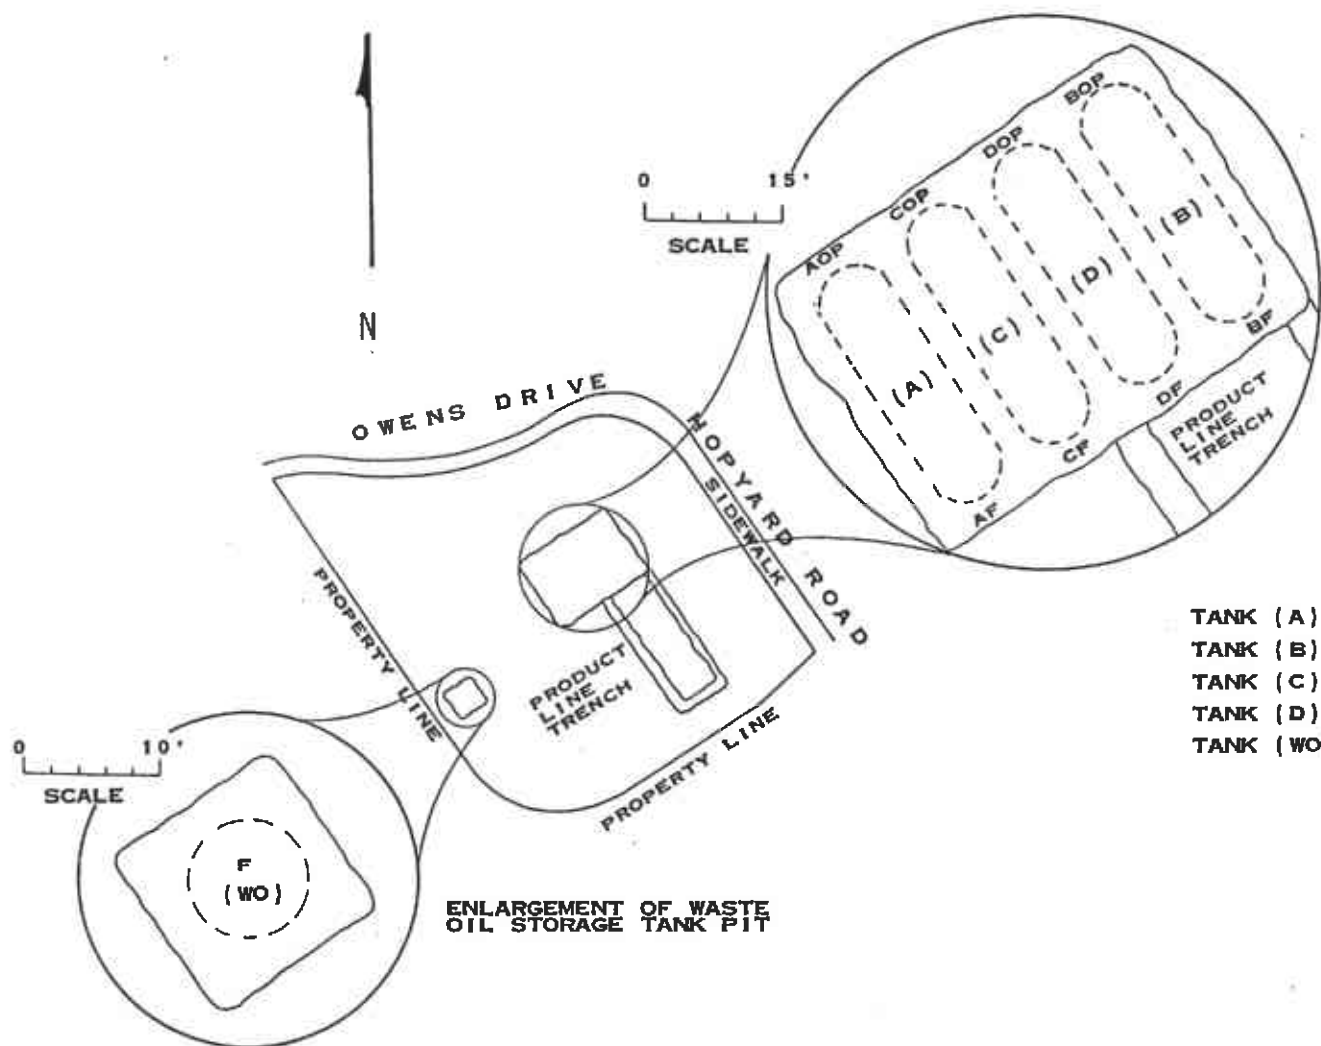 BOP
DOP
COP
AOP
(B)
(D)
(C)
(A)
BF
DF
CF
AF
PRODUCT
LINE
TRENCH
0 15'
SCALE
N
OWENS DRIVE
HOPYARD ROAD
SIDEWALK
PROPERTY LINE
PRODUCT
LINE
TRENCH
PROPERTY LINE
TANK (A)
TANK (B)
TANK (C)
TANK (D)
TANK (WO
0 10'
SCALE
F
(WO)
ENLARGEMENT OF WASTE
OIL STORAGE TANK PIT